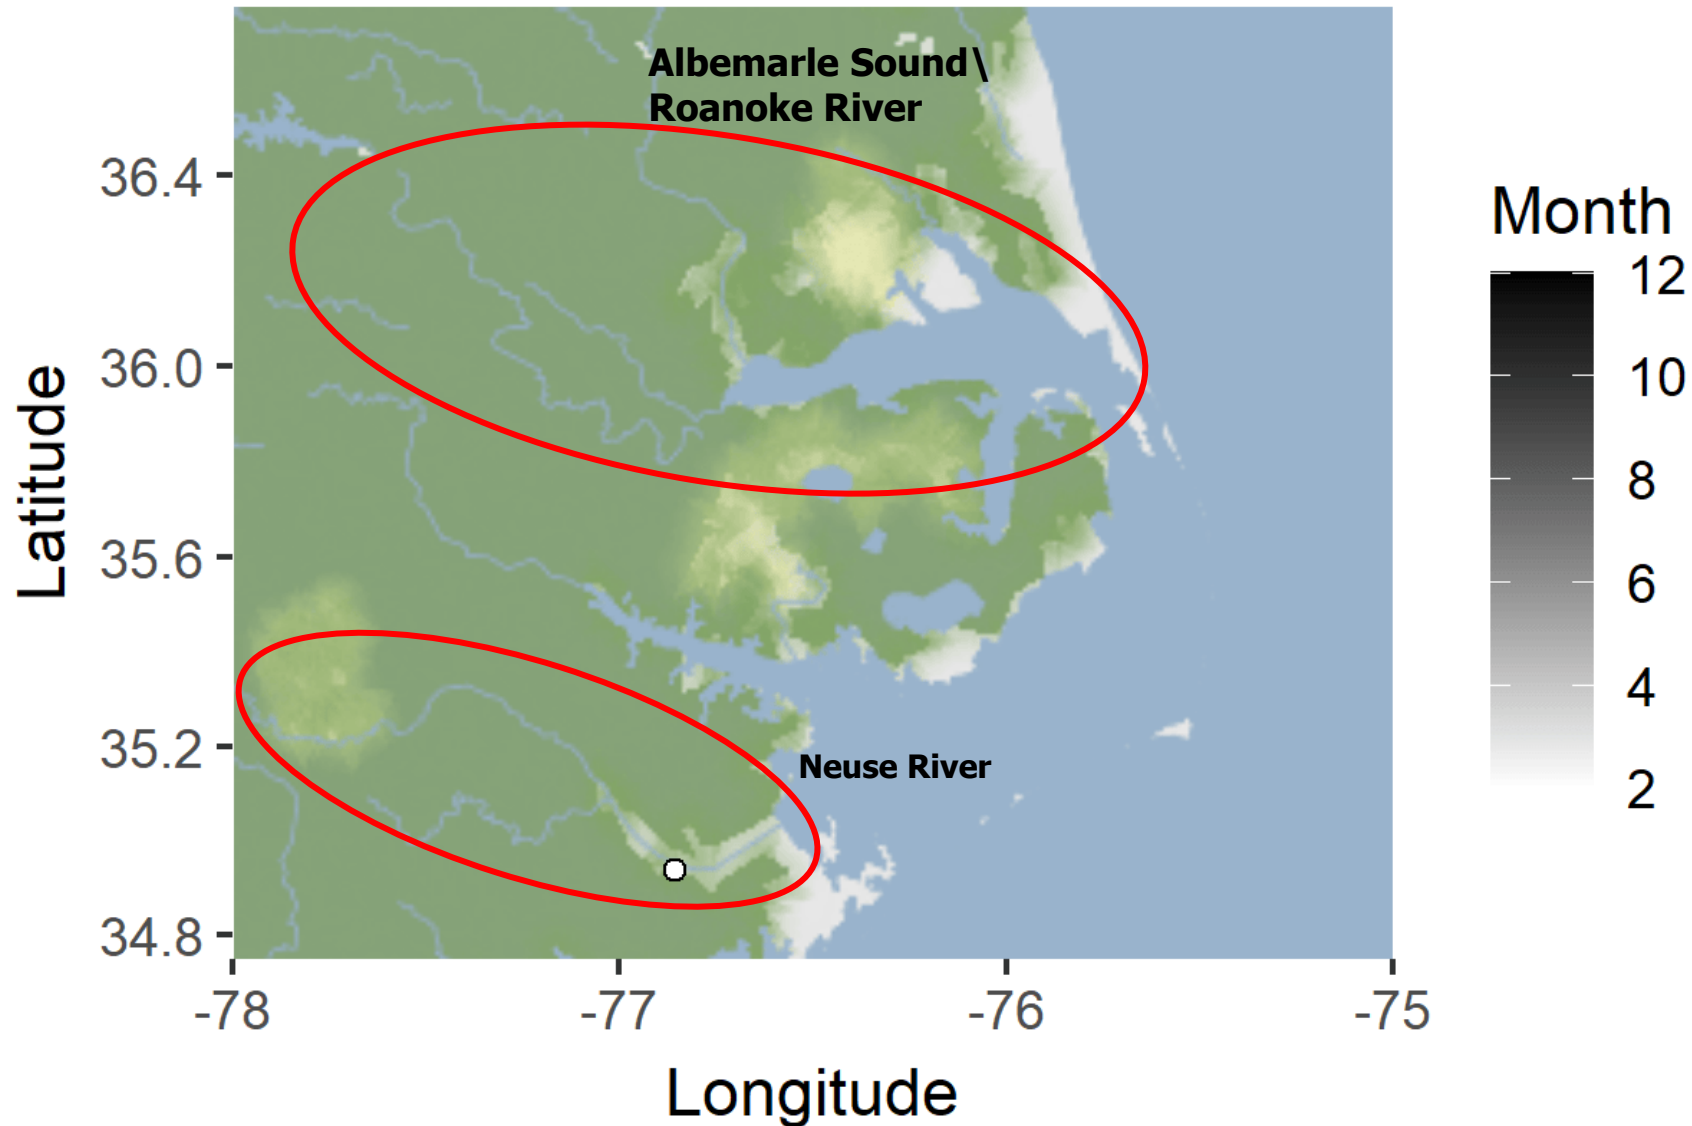 Albemarle Sound\
Roanoke River
Neuse River
36.4
36.0
35.6
35.2
34.8
Latitude
-78
-77
-76
-75
Longitude
Month
12
10
8
6
4
2